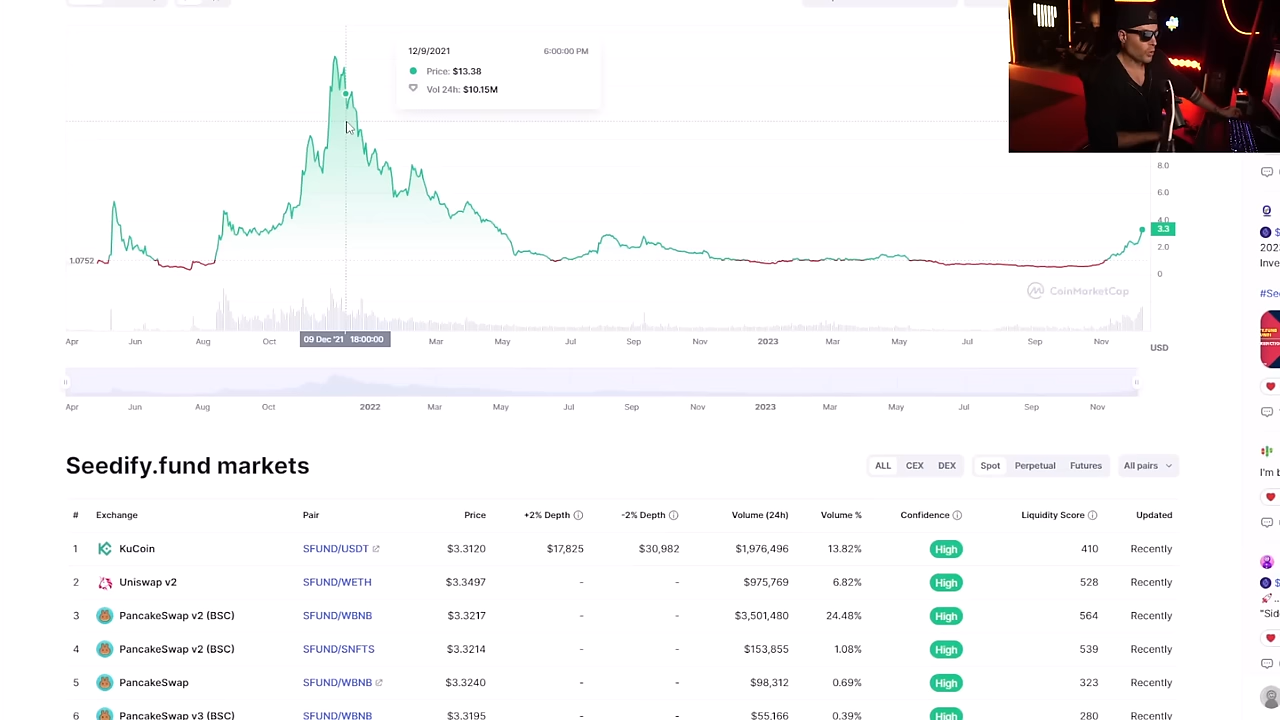 12/9/2021 6:00:00 PM
Price: $13.38
Vol 24h: $10.15M
8.0
6.0
4.0
3.3
2.0
0
1.0752
CoinMarketCap
Apr Jun Aug Oct 09 Dec '21 18:00:00 Mar May Jul Sep Nov 2023 Mar May Jul Sep Nov
USD
Apr Jun Aug Oct 2022 Mar May Jul Sep Nov 2023 Mar May Jul Sep Nov
Seedify.fund markets
ALL CEX DEX Spot Perpetual Futures All pairs
# Exchange Pair Price +2% Depth -2% Depth Volume (24h) Volume % Confidence Liquidity Score Updated
1 KuCoin SFUND/USDT $3.3120 $17,825 $30,982 $1,976,496 13.82% High 410 Recently
2 Uniswap v2 SFUND/WETH $3.3497 - - $975,769 6.82% High 528 Recently
3 PancakeSwap v2 (BSC) SFUND/WBNB $3.3217 - - $3,501,480 24.48% High 564 Recently
4 PancakeSwap v2 (BSC) SFUND/SNFTS $3.3214 - - $153,855 1.08% High 539 Recently
5 PancakeSwap SFUND/WBNB $3.3240 - - $98,312 0.69% High 323 Recently
6 PancakeSwap v3 (BSC) SFUND/WBNB $3.3195 - - $55,166 0.39% High 280 Recently